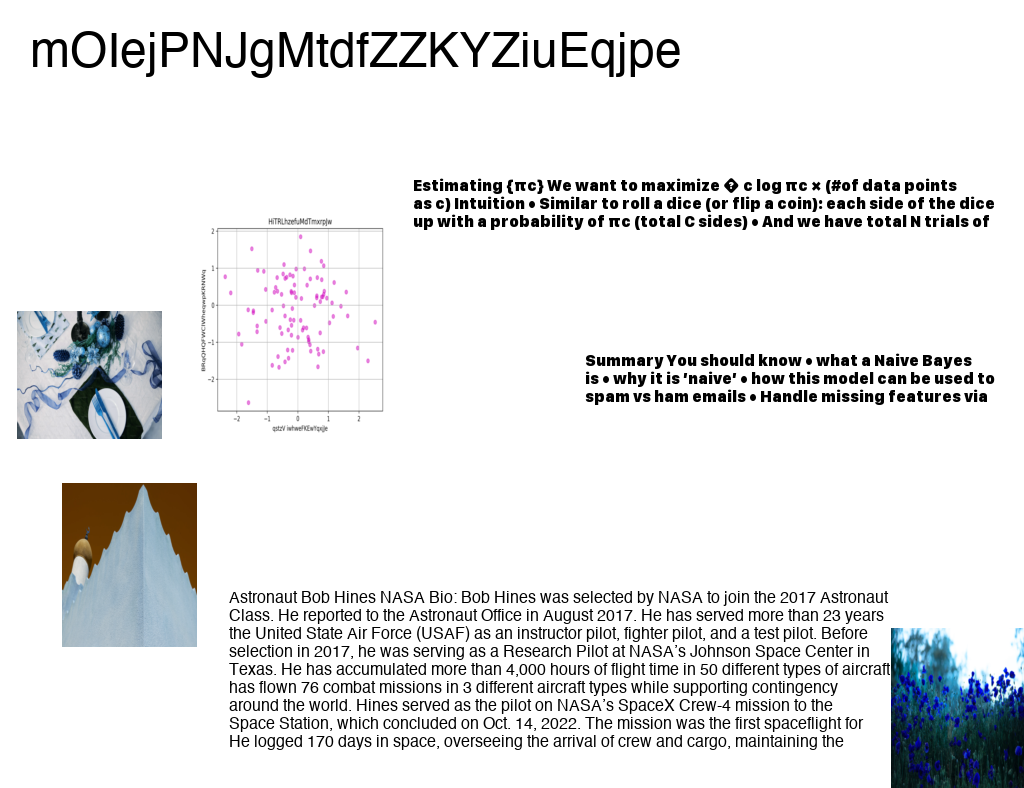 mOIejPNJgMtdfZZKYZiuEqjpe
Estimating {πc} We want to maximize � c log πc × (#of data points
as c) Intuition • Similar to roll a dice (or flip a coin): each side of the dice
up with a probability of πc (total C sides) • And we have total N trials of
HiTRLhzefuMdTmxrpJw
2
1
0
−1
−2
−2
−1
0
1
2
qstzV iwhweFKEwYqxjJe
Summary You should know • what a Naive Bayes
is • why it is 'naive' • how this model can be used to
spam vs ham emails • Handle missing features via
Astronaut Bob Hines NASA Bio: Bob Hines was selected by NASA to join the 2017 Astronaut
Class. He reported to the Astronaut Office in August 2017. He has served more than 23 years
the United State Air Force (USAF) as an instructor pilot, fighter pilot, and a test pilot. Before
selection in 2017, he was serving as a Research Pilot at NASA's Johnson Space Center in
Texas. He has accumulated more than 4,000 hours of flight time in 50 different types of aircraft
has flown 76 combat missions in 3 different aircraft types while supporting contingency
around the world. Hines served as the pilot on NASA's SpaceX Crew-4 mission to the
Space Station, which concluded on Oct. 14, 2022. The mission was the first spaceflight for
He logged 170 days in space, overseeing the arrival of crew and cargo, maintaining the